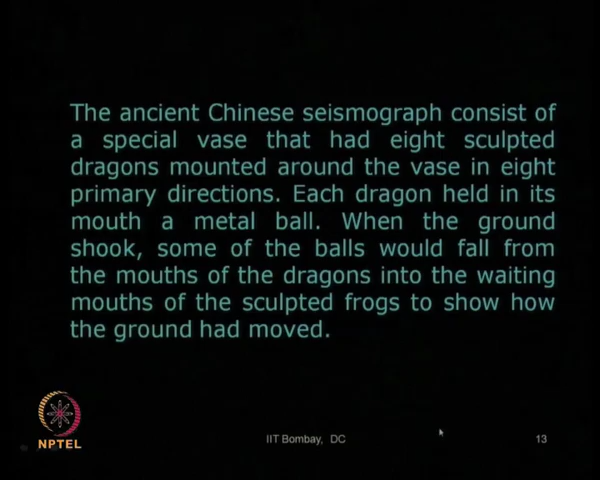 The ancient Chinese seismograph consist of
a special vase that had eight sculpted
dragons mounted around the vase in eight
primary directions. Each dragon held in its
mouth a metal ball. When the ground
shook, some of the balls would fall from
the mouths of the dragons into the waiting
mouths of the sculpted frogs to show how
the ground had moved.
NPTEL
IIT Bombay, DC
13